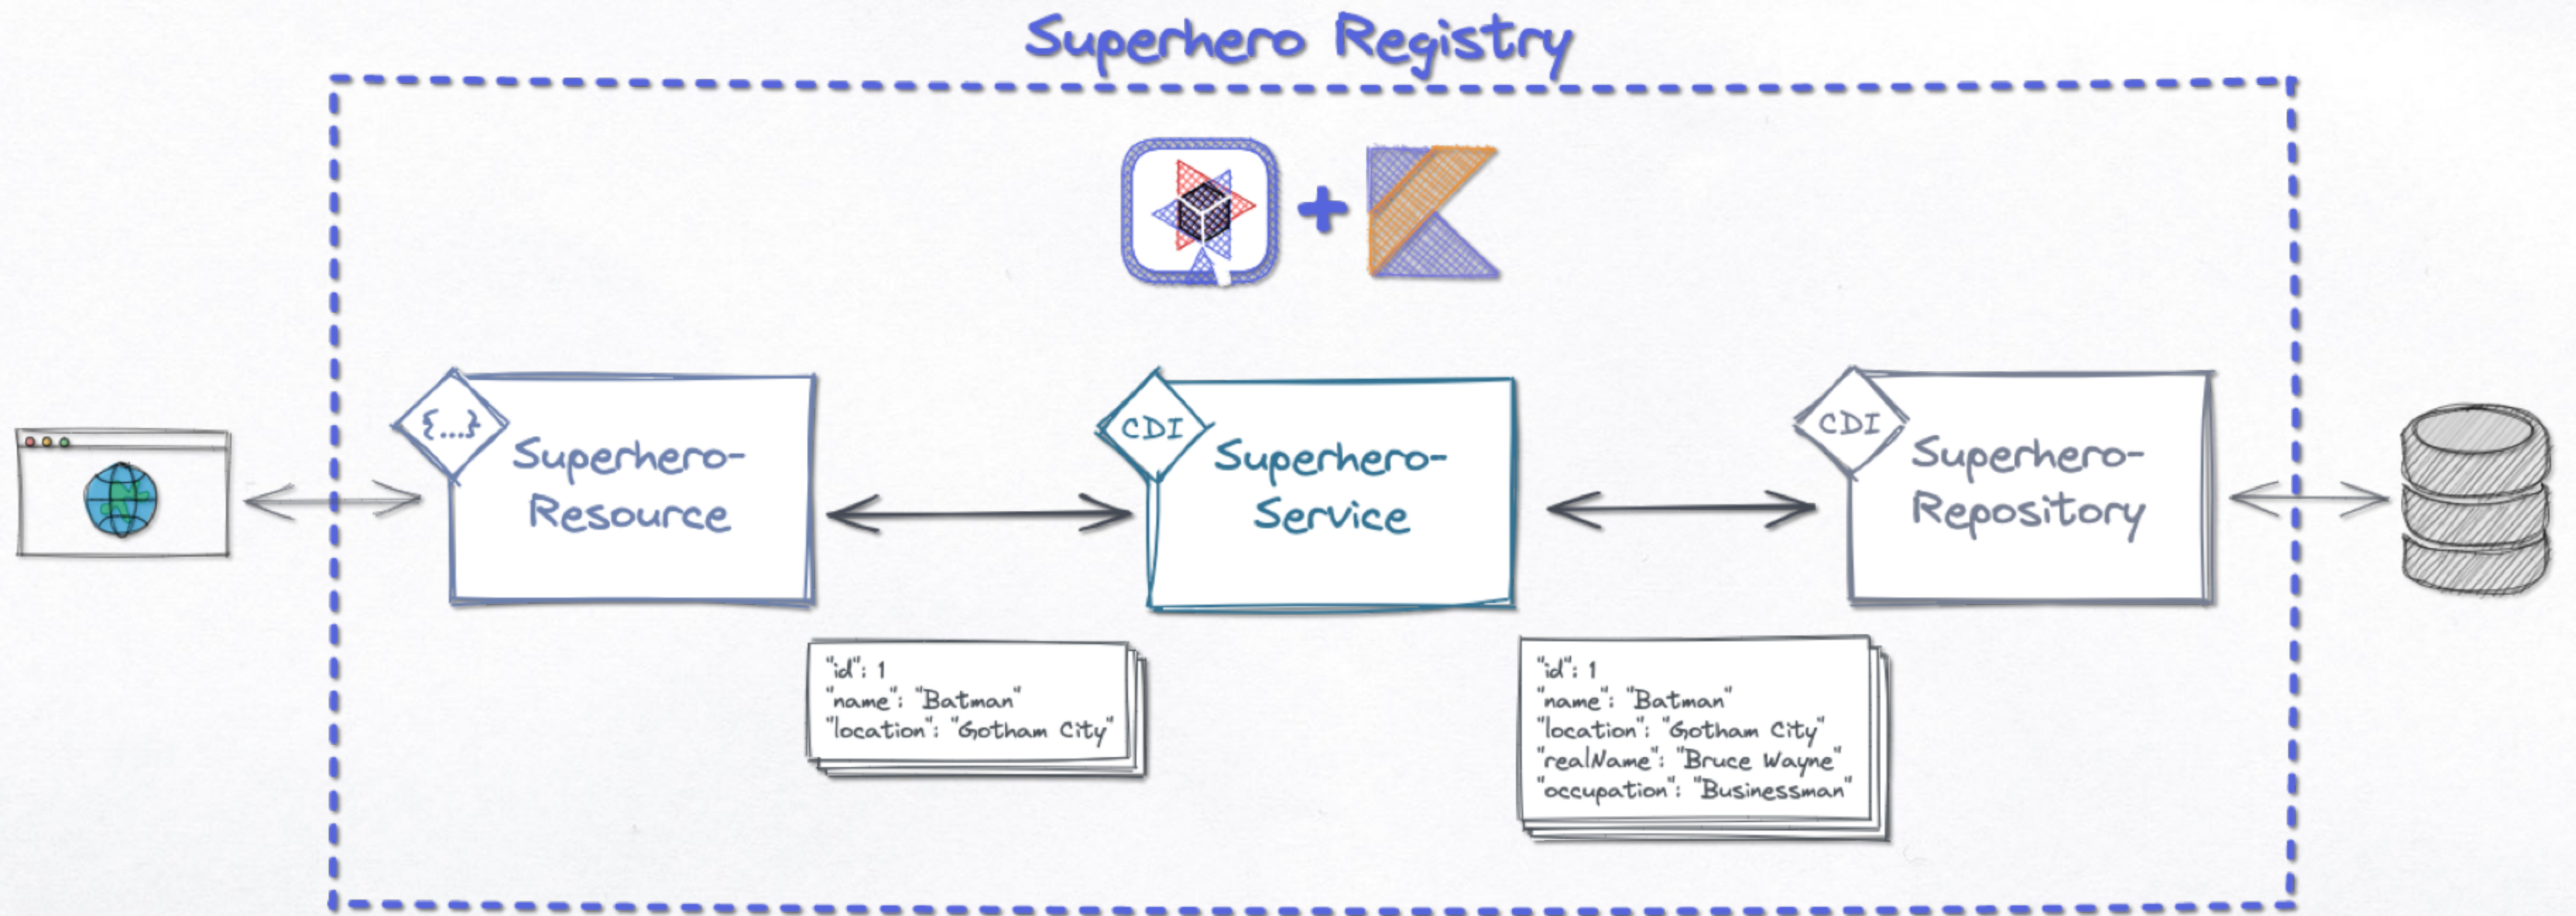 Superhero Registry
{...}
Superhero-
Resource
CDI
Superhero-
Service
CDI
Superhero-
Repository
"id": 1
"name": "Batman"
"location": "Gotham City"
"id": 1
"name": "Batman"
"location": "Gotham City"
"realName": "Bruce Wayne"
"occupation": "Businessman"